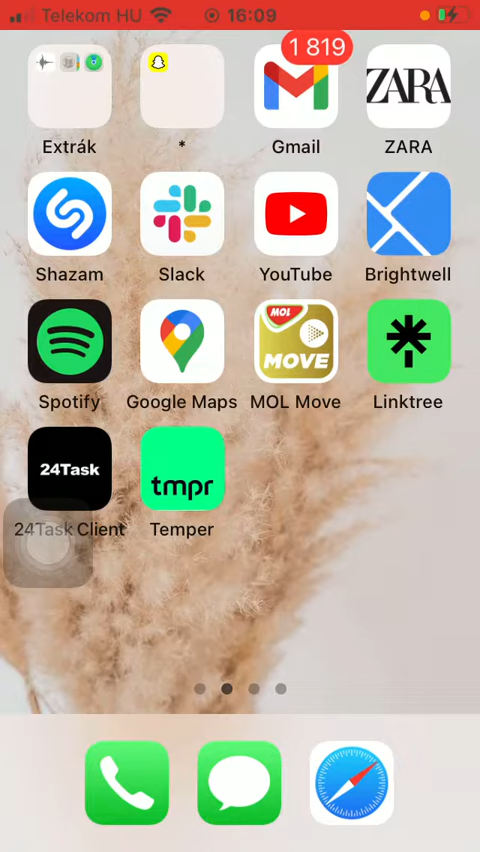 Telekom HU 16:09
1 819
Extrák * Gmail ZARA
ZARA
Shazam Slack YouTube Brightwell
MOL
MOVE
Spotify Google Maps MOL Move Linktree
24Task tmpr
24Task Client Temper